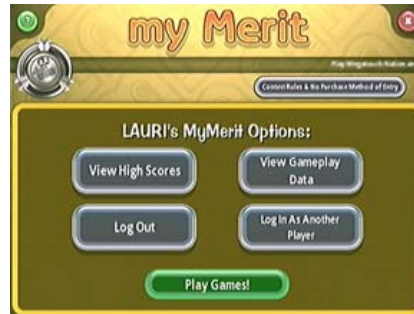 my Merit
Play Megatouch Nation an
Contest Rules & No Purchase Method of Entry
LAURI's MyMerit Options:
View High Scores
View Gameplay
Data
Log Out
Log In As Another
Player
Play Games!